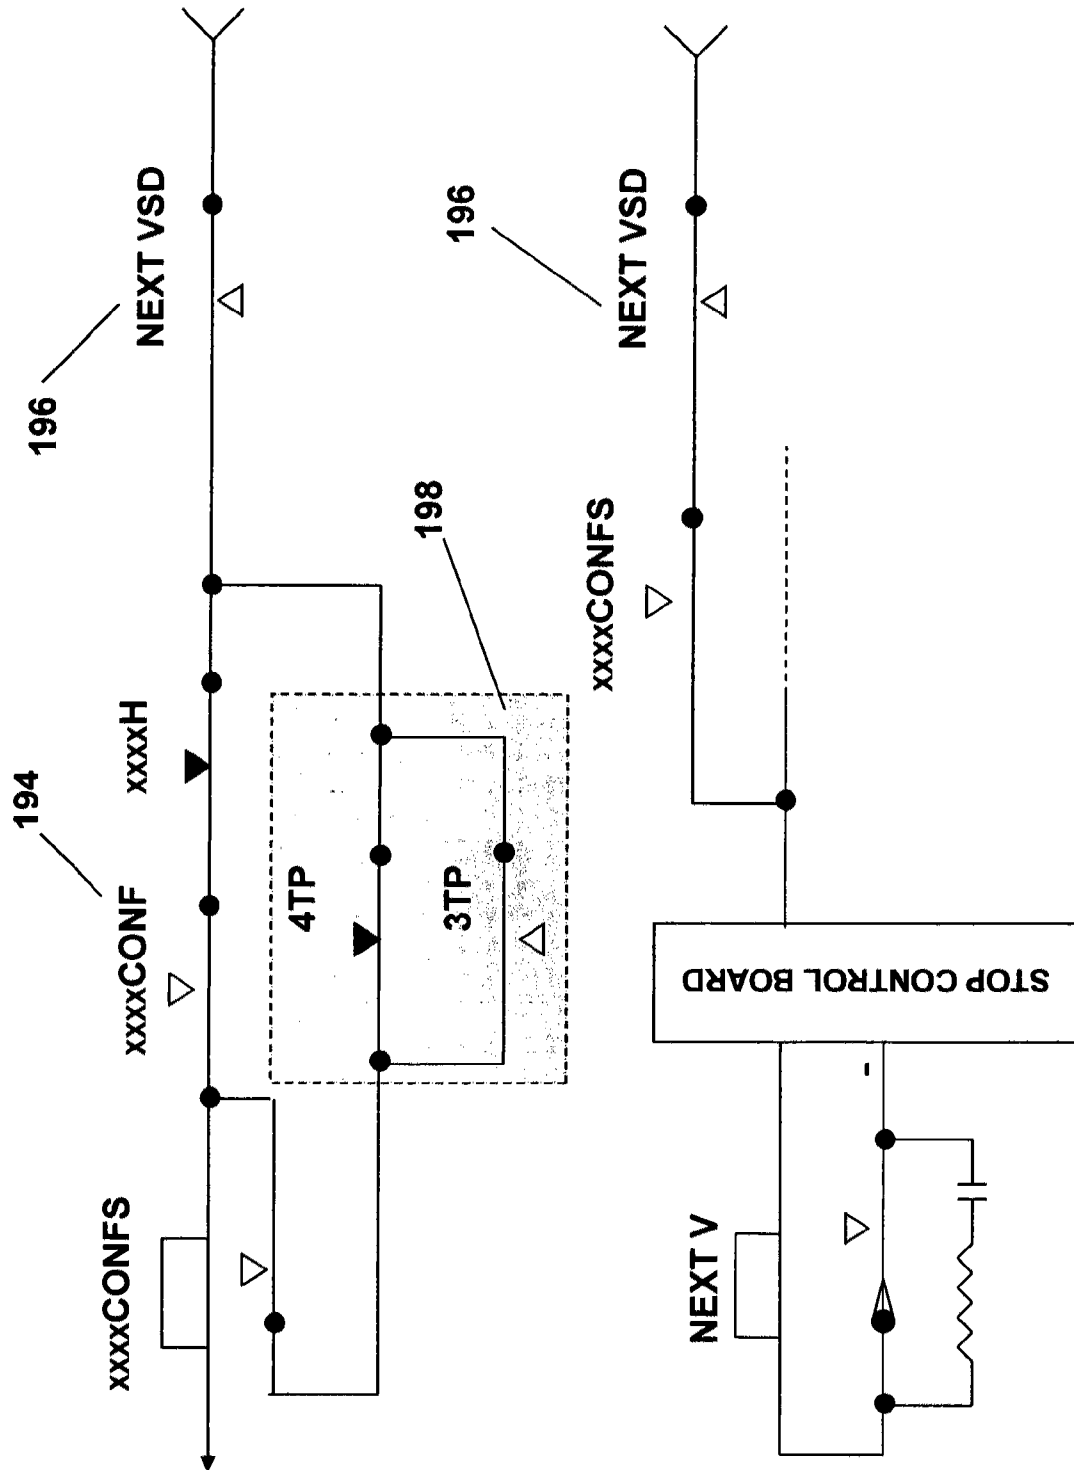 194
196
xxxxCONFS
xxxxCONF
xxxxH
NEXT VSD
4TP
3TP
198
196
xxxxCONFS
NEXT VSD
NEXT V
STOP CONTROL BOARD
-